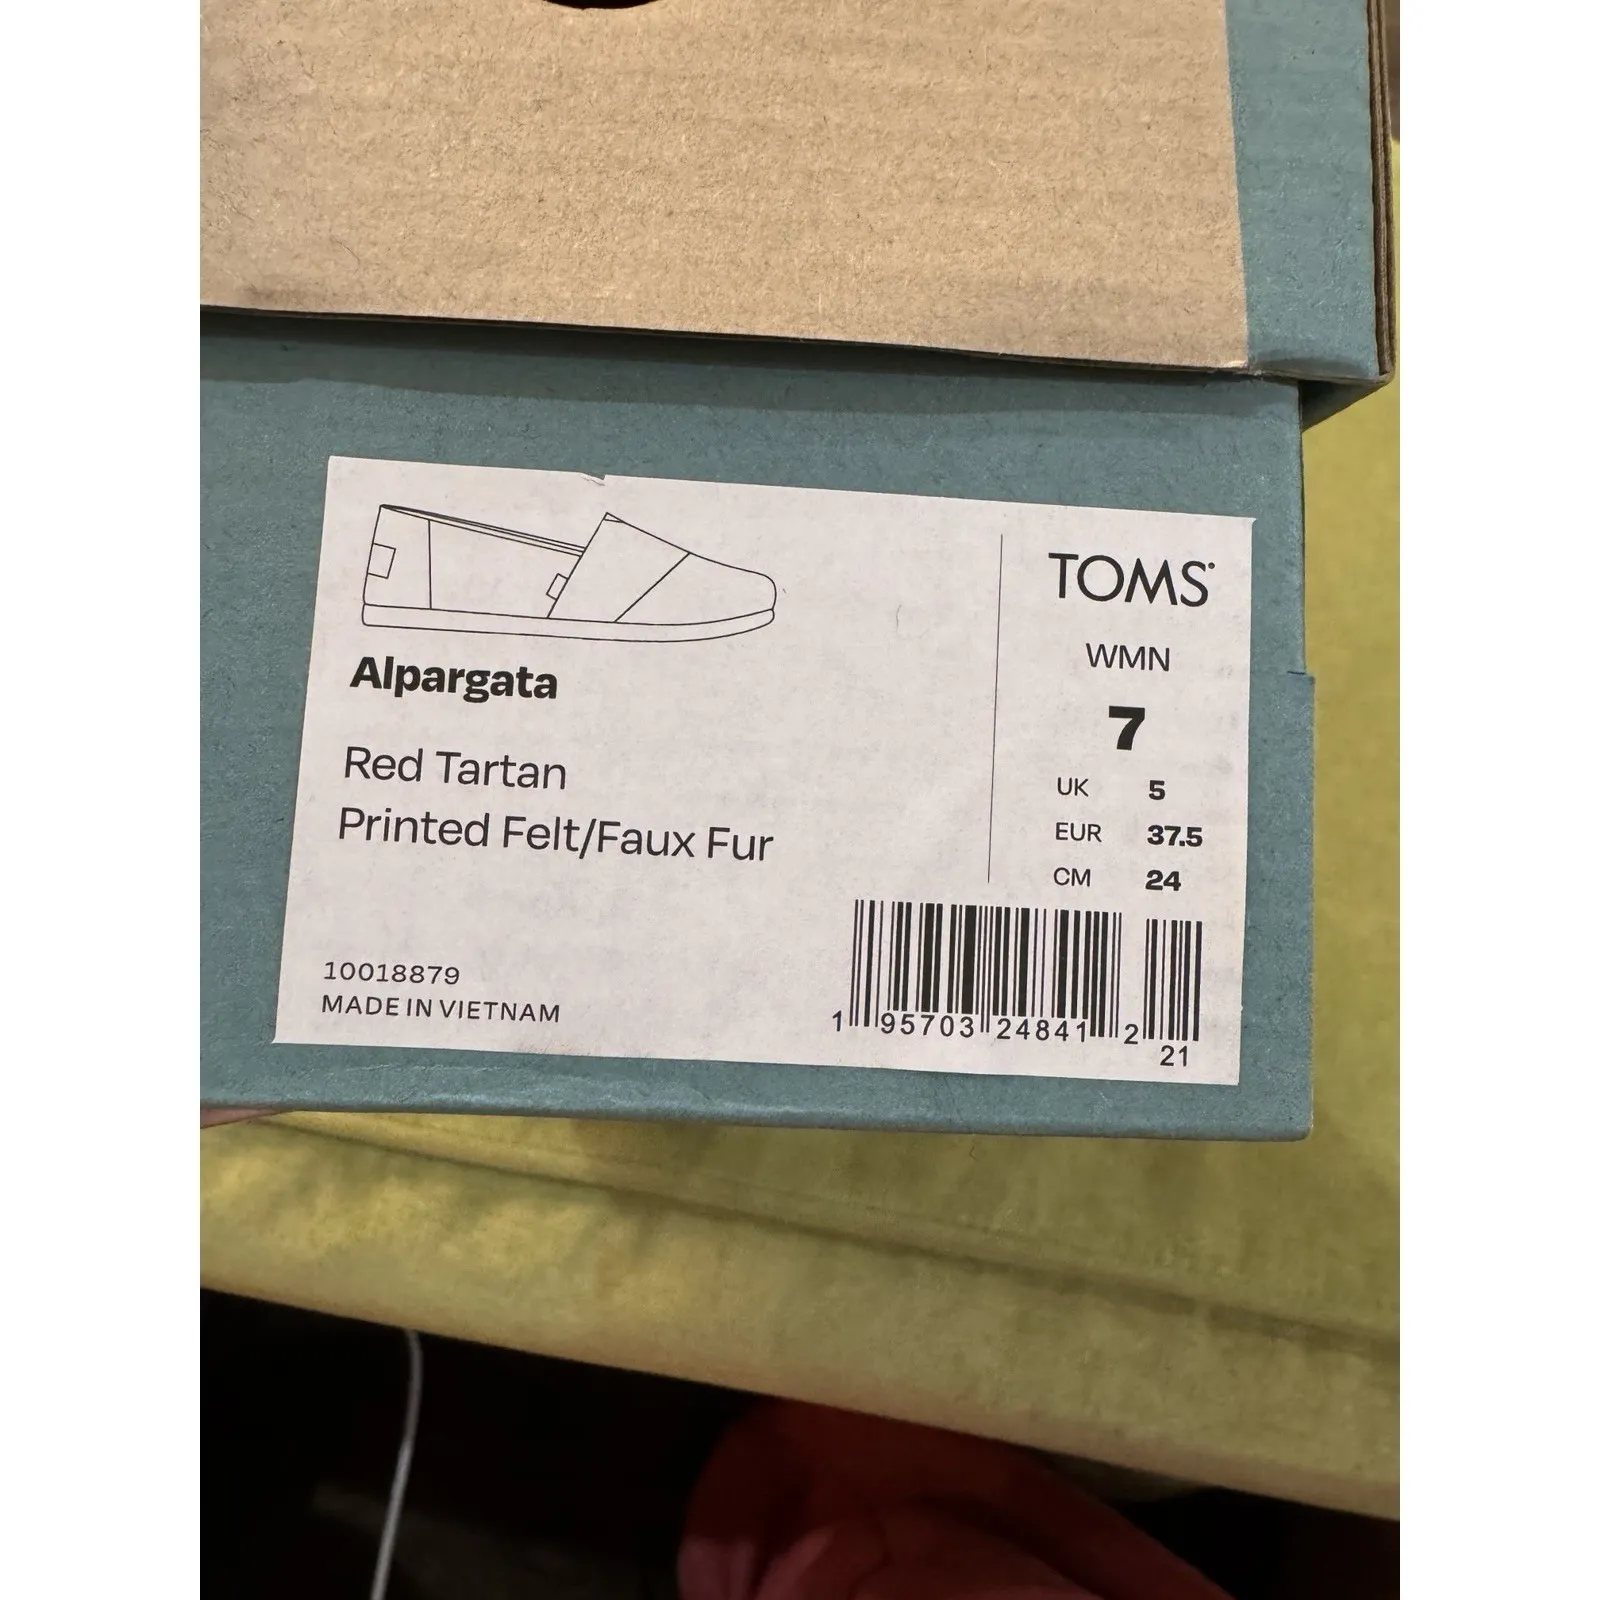 Alpargata
Red Tartan
Printed Felt/Faux Fur
10018879
MADE IN VIETNAM
TOMS
WMN
7
UK 5
EUR 37.5
CM 24
1 95703 24841 2
21